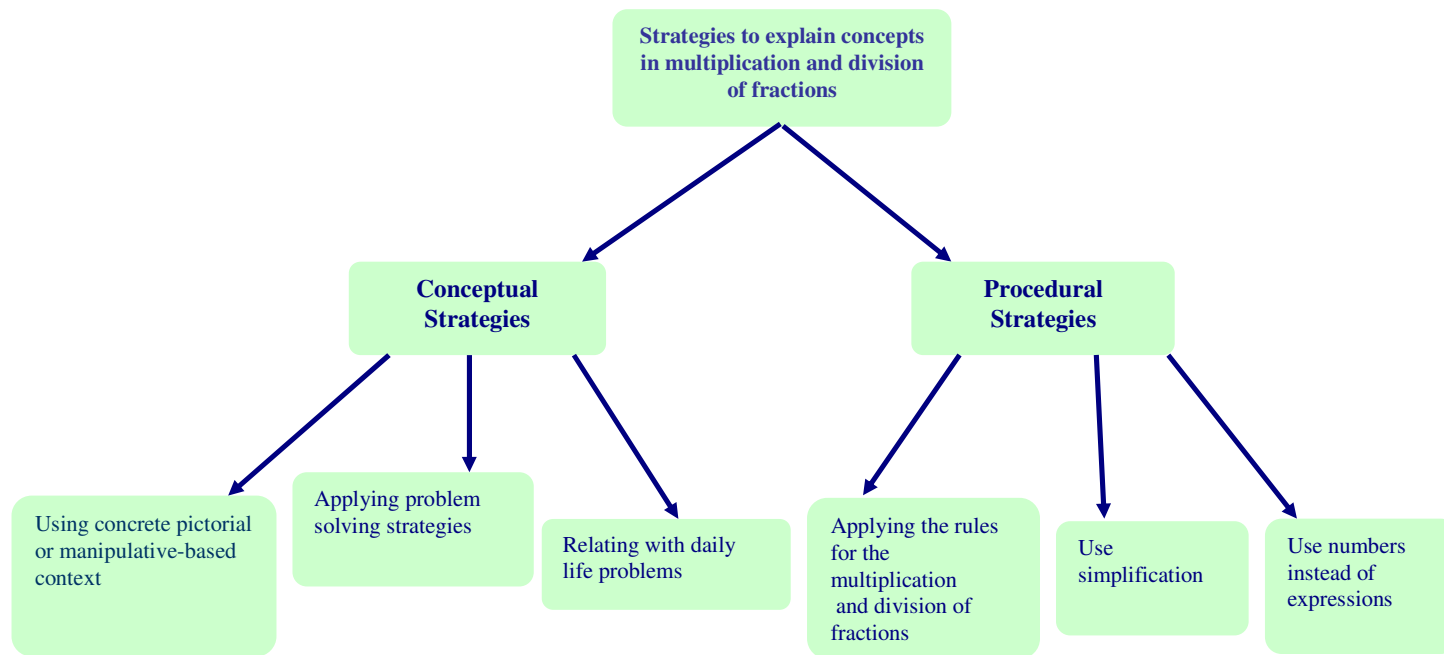 Strategies to explain concepts
in multiplication and division
of fractions
Conceptual
Strategies
Procedural
Strategies
Using concrete pictorial
or manipulative-based
context
Applying problem
solving strategies
Relating with daily
life problems
Applying the rules
for the
multiplication
and division of
fractions
Use
simplification
Use numbers
instead of
expressions